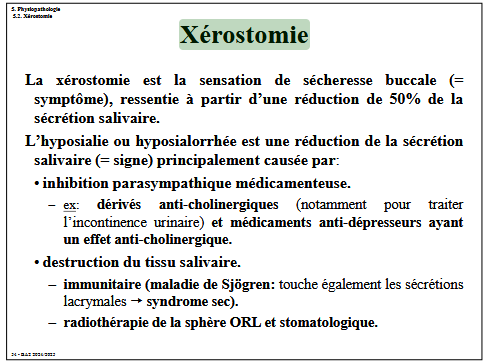 5. Physiopathologie
5.2. Xérostomie
Xérostomie
La xérostomie est la sensation de sécheresse buccale (=
symptôme), ressentie à partir d'une réduction de 50% de la
sécrétion salivaire.
L'hyposialie ou hyposialorrhée est une réduction de la sécrétion
salivaire (= signe) principalement causée par:
• inhibition parasympathique médicamenteuse.
– ex: dérivés anti-cholinergiques (notamment pour traiter
l'incontinence urinaire) et médicaments anti-dépresseurs ayant
un effet anti-cholinergique.
• destruction du tissu salivaire.
– immunitaire (maladie de Sjögren: touche également les sécrétions
lacrymales → syndrome sec).
– radiothérapie de la sphère ORL et stomatologique.